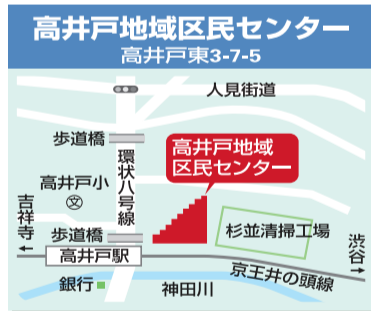 高井戸地域区民センター
高井戸東3-7-5
人見街道
歩道橋
環状八号線
高井戸地域
区民センター
高井戸小
文
吉祥寺
歩道橋
杉並清掃工場
渋谷
高井戸駅
京王井の頭線
銀行
神田川